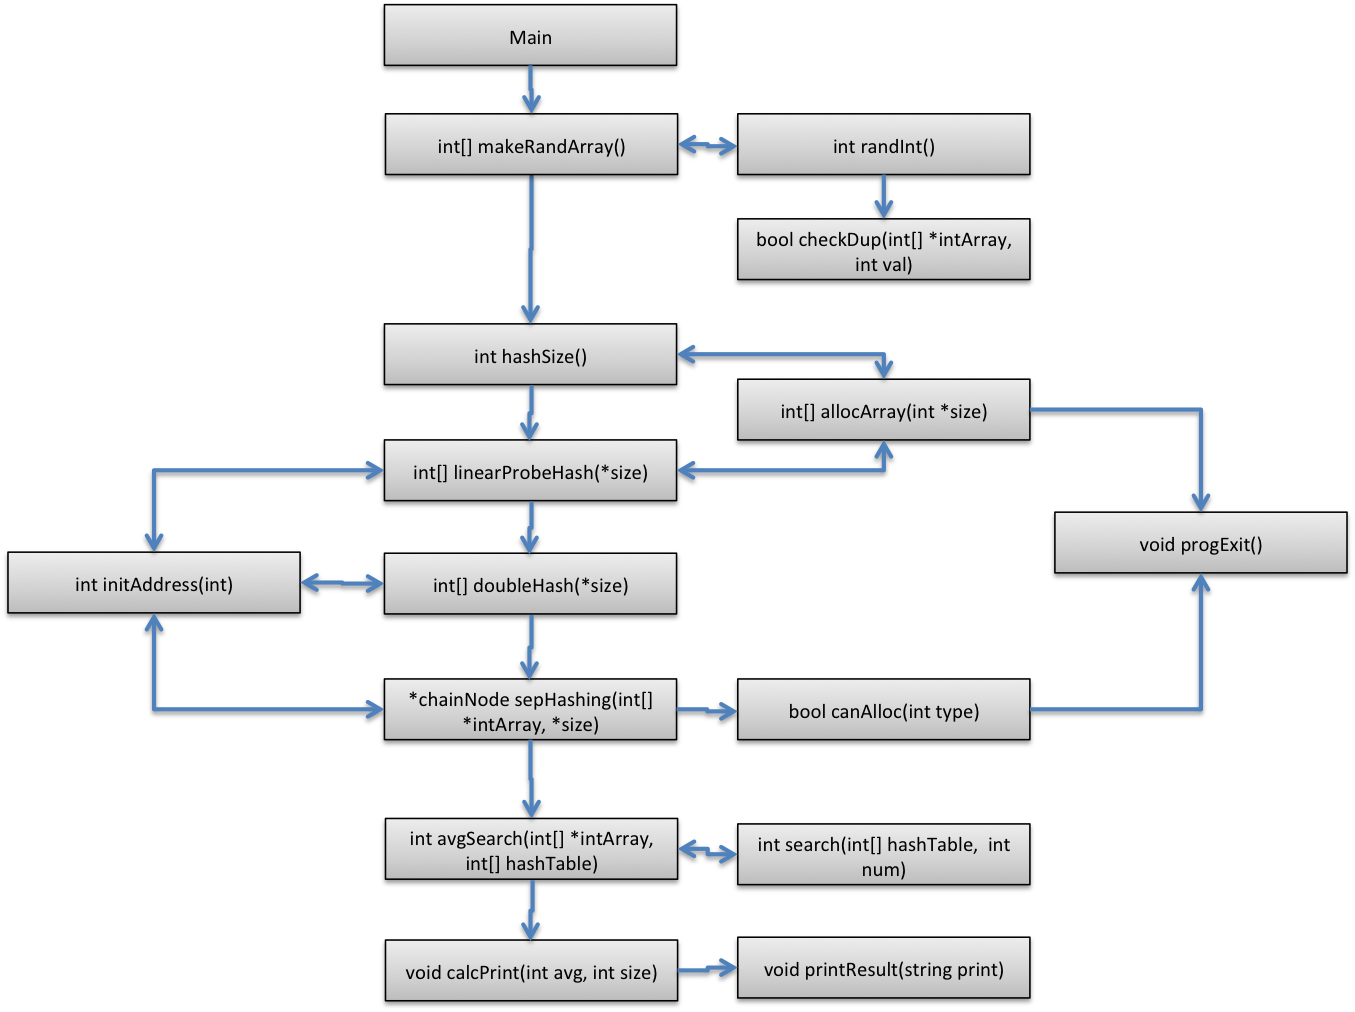 Main
int[] makeRandArray()
int randInt()
bool checkDup(int[] *intArray,
int val)
int hashSize()
int[] allocArray(int *size)
int[] linearProbeHash(*size)
void progExit()
int initAddress(int)
int[] doubleHash(*size)
*chainNode sepHashing(int[]
*intArray, *size)
bool canAlloc(int type)
int avgSearch(int[] *intArray,
int[] hashTable)
int search(int[] hashTable,  int
num)
void calcPrint(int avg, int size)
void printResult(string print)